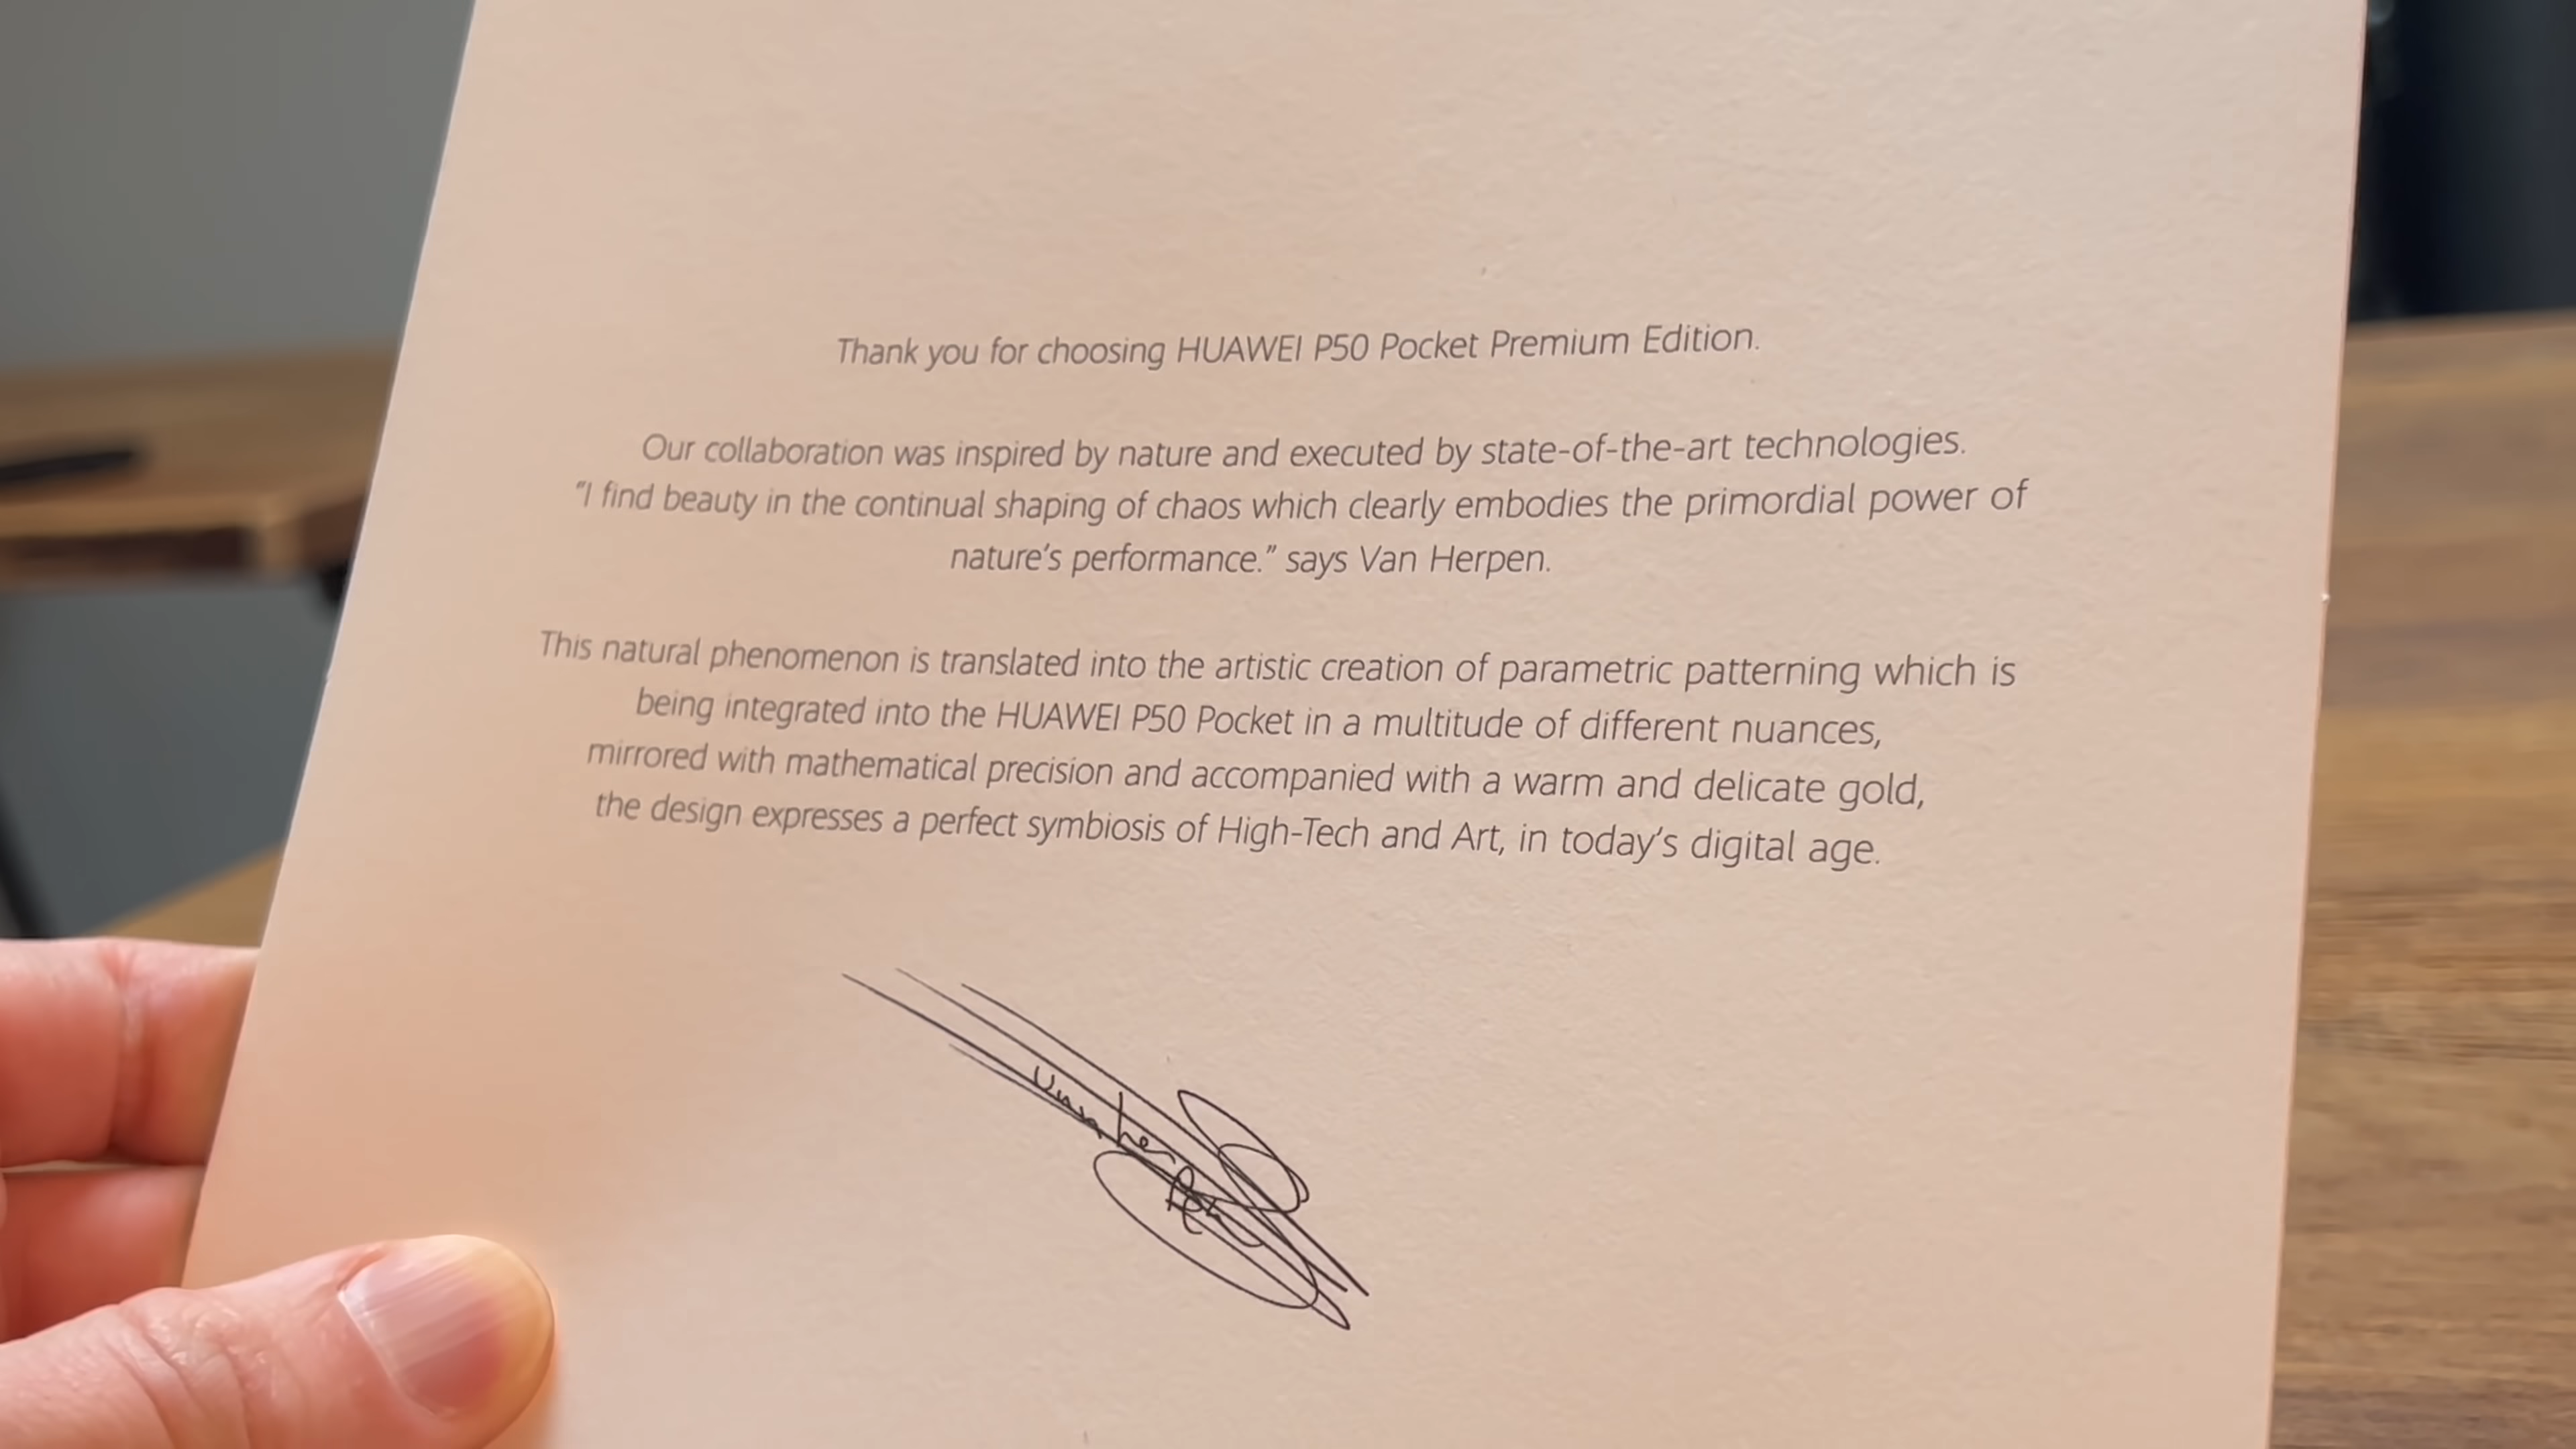 Thank you for choosing HUAWEI P50 Pocket Premium Edition.
Our collaboration was inspired by nature and executed by state-of-the-art technologies.
"I find beauty in the continual shaping of chaos which clearly embodies the primordial power of
nature's performance." says Van Herpen.
This natural phenomenon is translated into the artistic creation of parametric patterning which is
being integrated into the HUAWEI P50 Pocket in a multitude of different nuances,
mirrored with mathematical precision and accompanied with a warm and delicate gold,
the design expresses a perfect symbiosis of High-Tech and Art, in today's digital age.